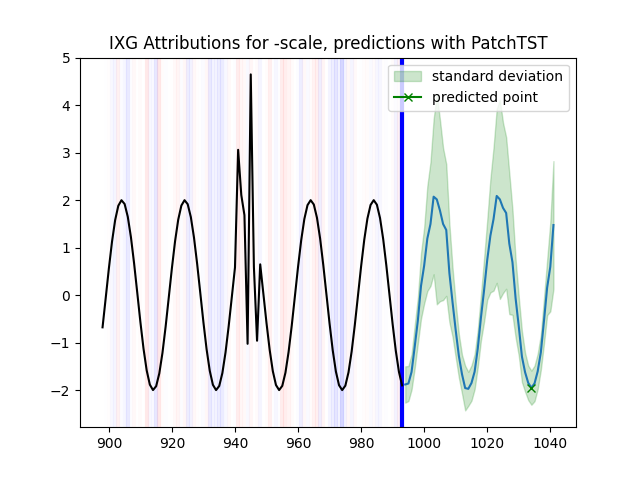 IXG Attributions for -scale, predictions with PatchTST
standard deviation
predicted point
5
4
3
2
1
0
−1
−2
900 920 940 960 980 1000 1020 1040